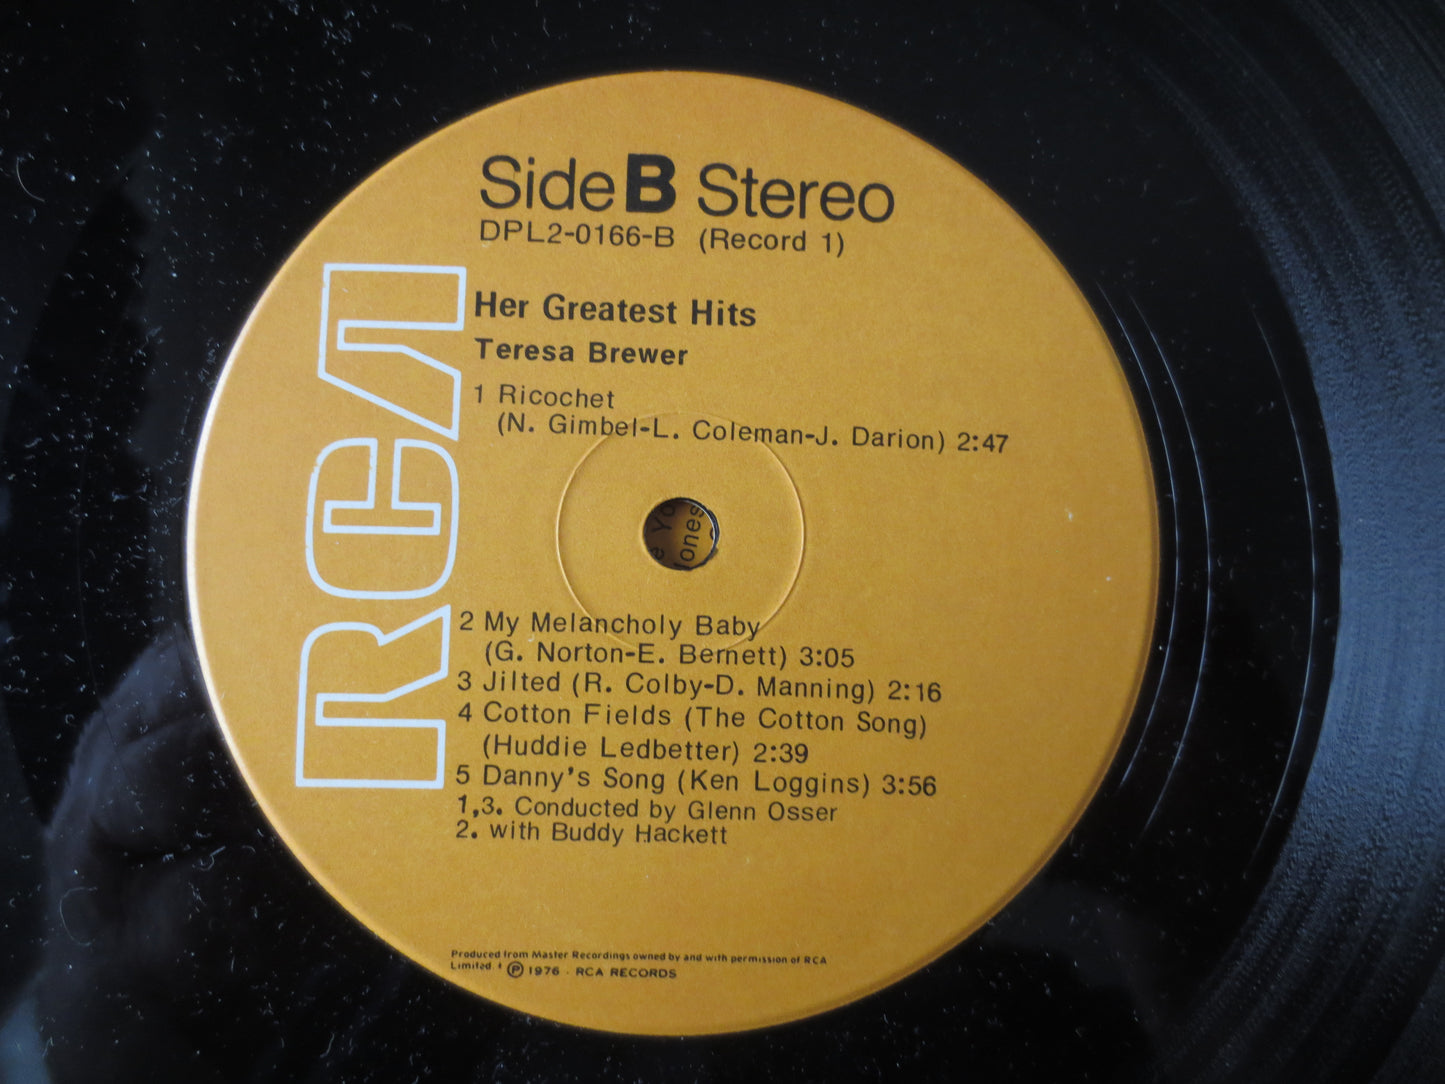 Side B Stereo
DPL2-0166-B (Record 1)
RCA
Her Greatest Hits
Teresa Brewer
1 Ricochet
(N. Gimbel-L. Coleman-J. Darion) 2:47
Jones
2 My Melancholy Baby
(G. Norton-E. Bernett) 3:05
3 Jilted (R. Colby-D. Manning) 2:16
4 Cotton Fields (The Cotton Song)
(Huddie Ledbetter) 2:39
5 Danny's Song (Ken Loggins) 3:56
1,3. Conducted by Glenn Osser
2. with Buddy Hackett
Produced from Master Recordings owned by and with permission of RCA
Limited. ℗ 1976 · RCA RECORDS